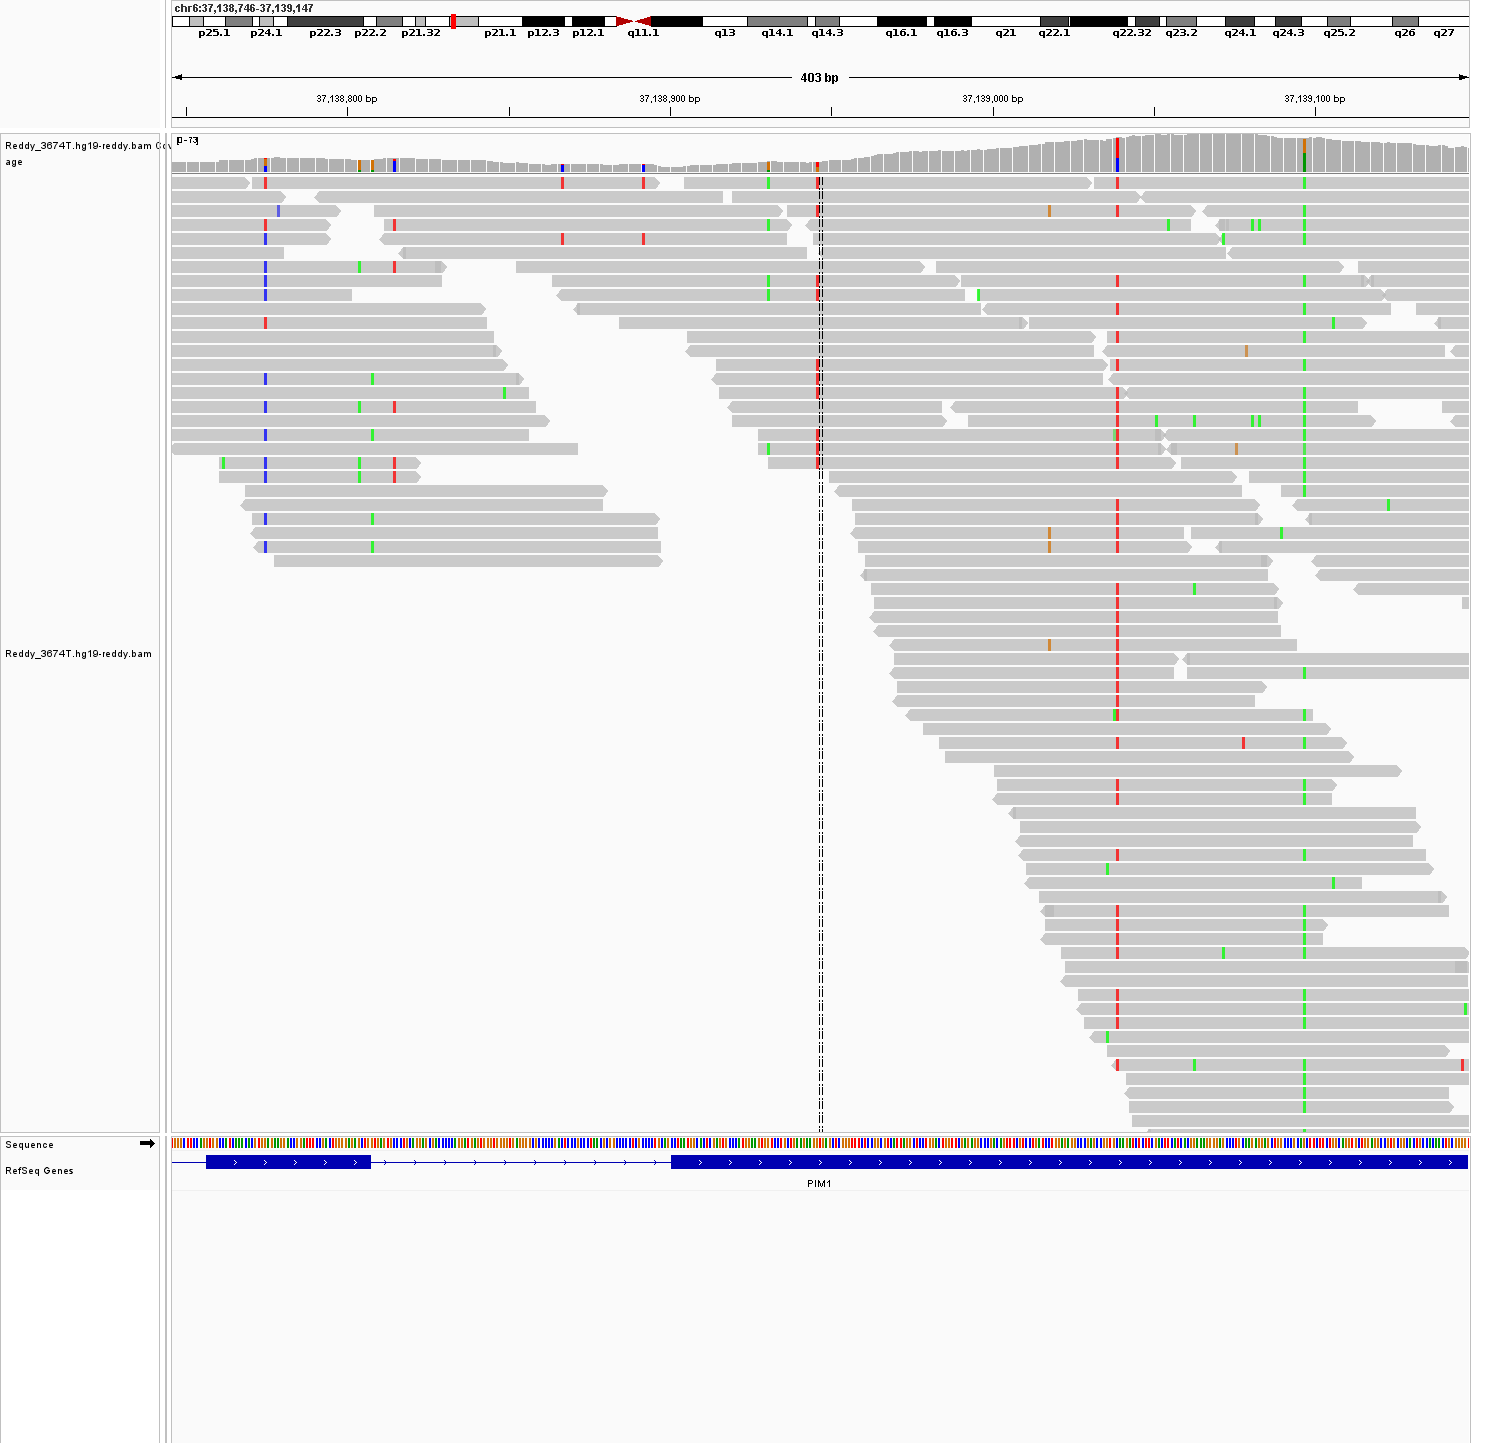 chr6:37,138,746-37,139,147
p25.1 p24.1 p22.3 p22.2 p21.32 p21.1 p12.3 p12.1 q11.1 q13 q14.1 q14.3 q16.1 q16.3 q21 q22.1 q22.32 q23.2 q24.1 q24.3 q25.2 q26 q27
403 bp
37,138,800 bp 37,138,900 bp 37,139,000 bp 37,139,100 bp
[0-73]
Reddy_3674T.hg19-reddy.bam Cov
age
Reddy_3674T.hg19-reddy.bam
Sequence
RefSeq Genes
PIM1